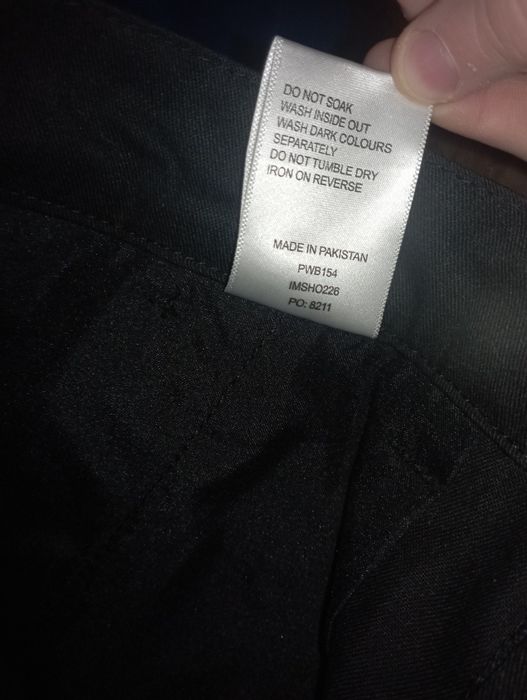 DO NOT SOAK
WASH INSIDE OUT
WASH DARK COLOURS
SEPARATELY
DO NOT TUMBLE DRY
IRON ON REVERSE
MADE IN PAKISTAN
PWB154
IMSHO226
PO: 8211